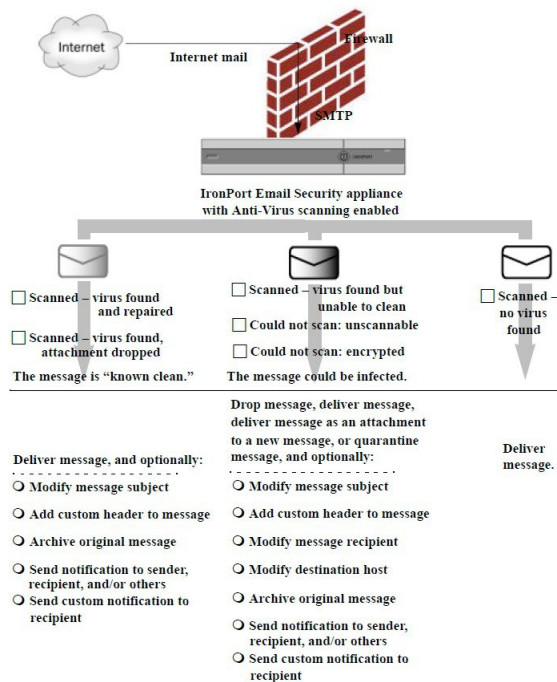 Internet
Internet mail
Firewall
SMTP
IronPort Email Security appliance
with Anti-Virus scanning enabled
Scanned – virus found
and repaired
Scanned – virus found,
attachment dropped
The message is “known clean.”
Scanned – virus found but
unable to clean
Could not scan: unscannable
Could not scan: encrypted
The message could be infected.
Scanned –
no virus
found
Deliver message, and optionally:
Modify message subject
Add custom header to message
Archive original message
Send notification to sender,
recipient, and/or others
Send custom notification to
recipient
Drop message, deliver message,
deliver message as an attachment
to a new message, or quarantine
message, and optionally:
Modify message subject
Add custom header to message
Modify message recipient
Modify destination host
Archive original message
Send notification to sender,
recipient, and/or others
Send custom notification to
recipient
Deliver
message.